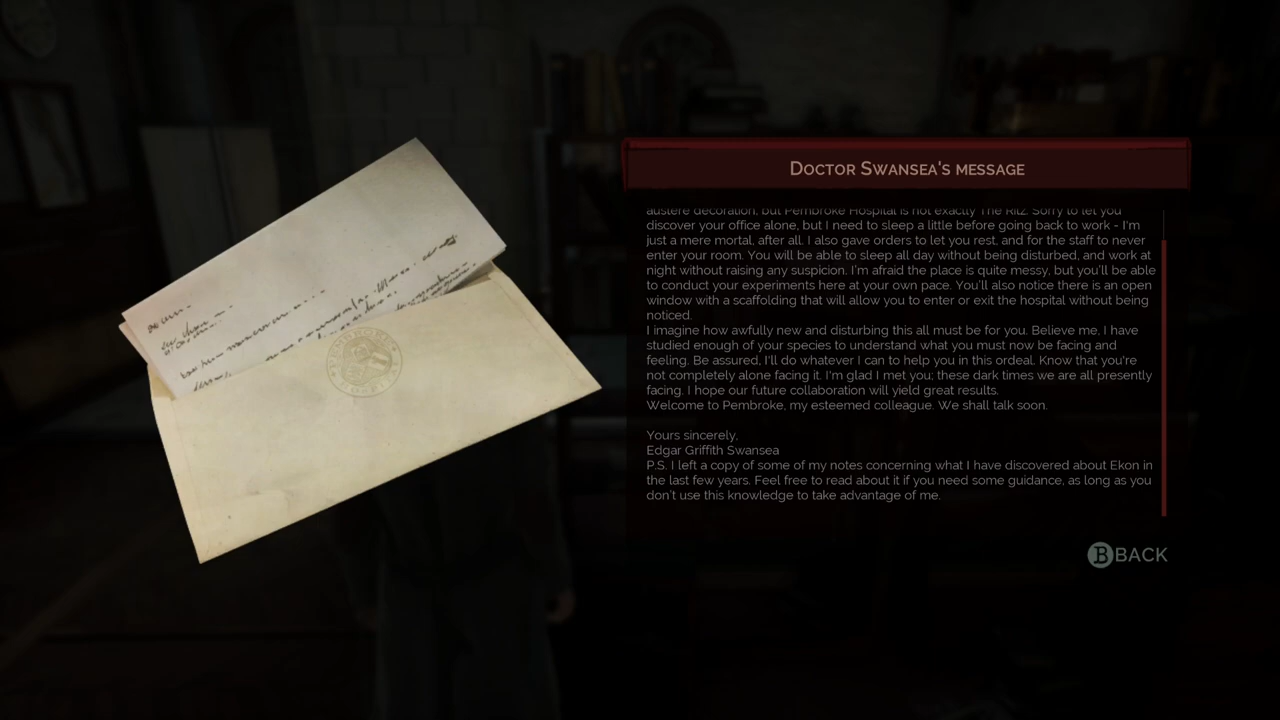 DOCTOR SWANSEA'S MESSAGE
austere decoration, but Pembroke Hospital is not exactly The Ritz. Sorry to let you
discover your office alone, but I need to sleep a little before going back to work - I'm
just a mere mortal, after all. I also gave orders to let you rest, and for the staff to never
enter your room. You will be able to sleep all day without being disturbed, and work at
night without raising any suspicion. I'm afraid the place is quite messy, but you'll be able
to conduct your experiments here at your own pace. You'll also notice there is an open
window with a scaffolding that will allow you to enter or exit the hospital without being
noticed.
I imagine how awfully new and disturbing this all must be for you. Believe me, I have
studied enough of your species to understand what you must now be facing and
feeling. Be assured, I'll do whatever I can to help you in this ordeal. Know that you're
not completely alone facing it. I'm glad I met you; these dark times we are all presently
facing. I hope our future collaboration will yield great results.
Welcome to Pembroke, my esteemed colleague. We shall talk soon.
Yours sincerely,
Edgar Griffith Swansea
P.S. I left a copy of some of my notes concerning what I have discovered about Ekon in
the last few years. Feel free to read about it if you need some guidance, as long as you
don't use this knowledge to take advantage of me.
B BACK